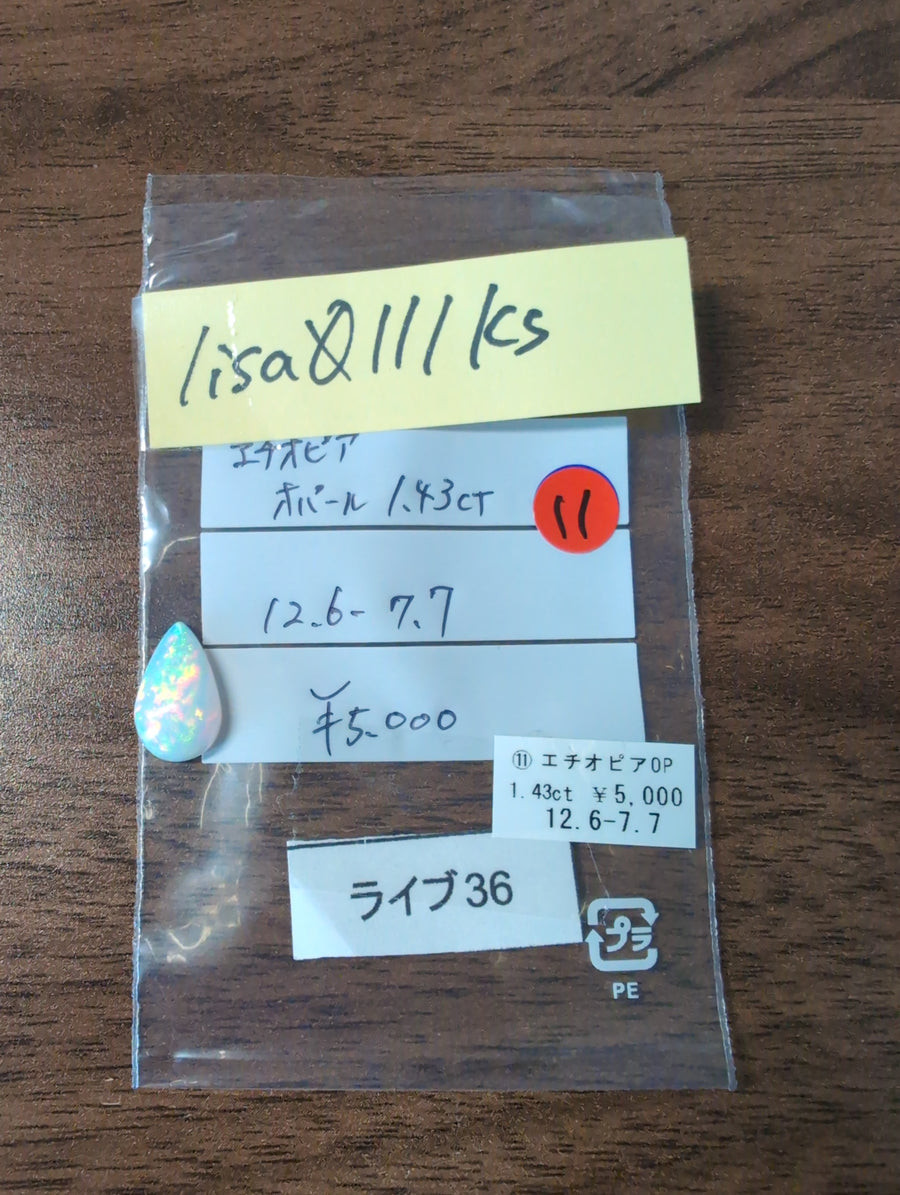 lisa0111ks
エチオピア
オパール 1.43ct
11
12.6-7.7
¥5.000
⑪ エチオピアOP
1.43ct ¥5,000
12.6-7.7
ライブ36
プラ
PE